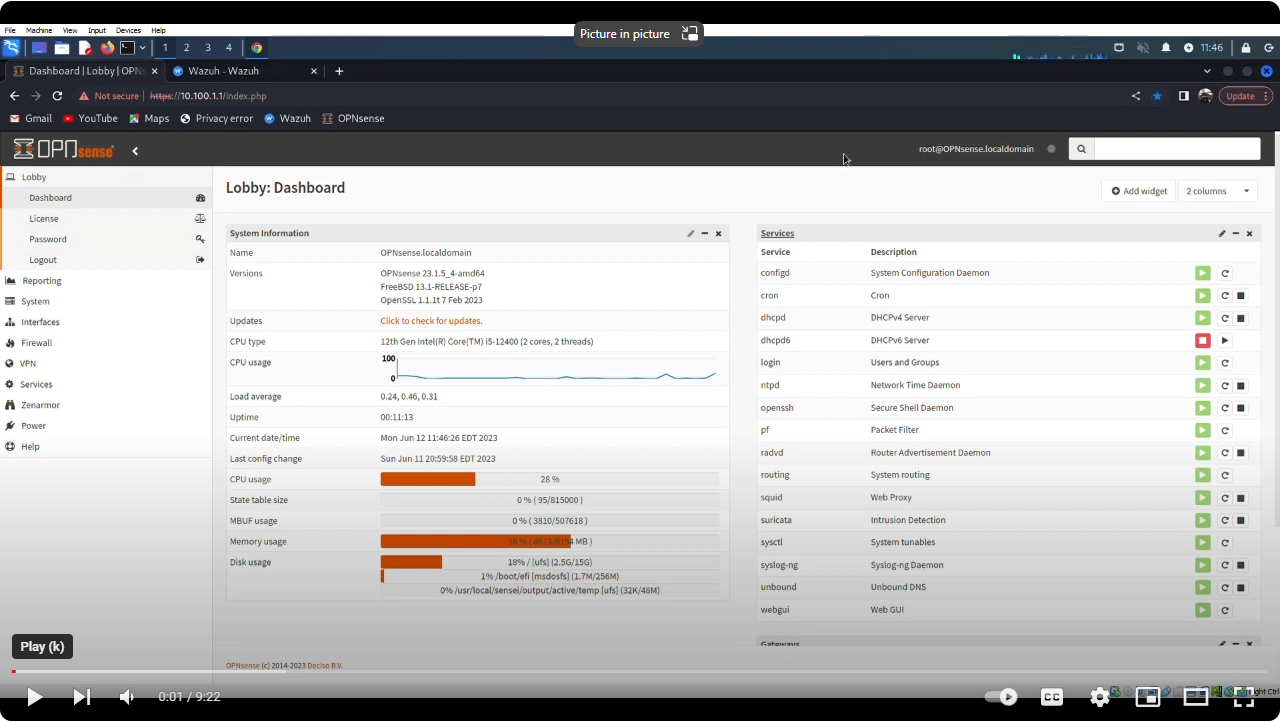 File Machine View Input Devices Help
Picture in picture
1 2 3 4
11:46
Dashboard | Lobby | OPN
Wazuh - Wazuh
Not secure https://10.100.1.1/index.php
Update
Gmail YouTube Maps Privacy error Wazuh OPNsense
OPNsense
root@OPNsense.localdomain
Lobby
Dashboard
License
Password
Logout
Reporting
System
Interfaces
Firewall
VPN
Services
Zenarmor
Power
Help
Lobby: Dashboard
Add widget
2 columns
System Information
Name OPNsense.localdomain
Versions OPNsense 23.1.5_4-amd64
FreeBSD 13.1-RELEASE-p7
OpenSSL 1.1.1t 7 Feb 2023
Updates Click to check for updates.
CPU type 12th Gen Intel(R) Core(TM) i5-12400 (2 cores, 2 threads)
CPU usage 100
0
Load average 0.24, 0.46, 0.31
Uptime 00:11:13
Current date/time Mon Jun 12 11:46:26 EDT 2023
Last config change Sun Jun 11 20:59:58 EDT 2023
CPU usage 28 %
State table size 0 % ( 95/815000 )
MBUF usage 0 % ( 3810/507618 )
Memory usage 56 % ( 4613/8154 MB )
Disk usage 18% / [ufs] (2.5G/15G)
1% /boot/efi [msdosfs] (1.7M/256M)
0% /usr/local/sensei/output/active/temp [ufs] (32K/48M)
Services
Service Description
configd System Configuration Daemon
cron Cron
dhcpd DHCPv4 Server
dhcpd6 DHCPv6 Server
login Users and Groups
ntpd Network Time Daemon
openssh Secure Shell Daemon
pf Packet Filter
radvd Router Advertisement Daemon
routing System routing
squid Web Proxy
suricata Intrusion Detection
sysctl System tunables
syslog-ng Syslog-ng Daemon
unbound Unbound DNS
webgui Web GUI
Gateways
OPNsense (c) 2014-2023 Deciso B.V.
Play (k)
0:01 / 9:22
CC
Right Ctrl